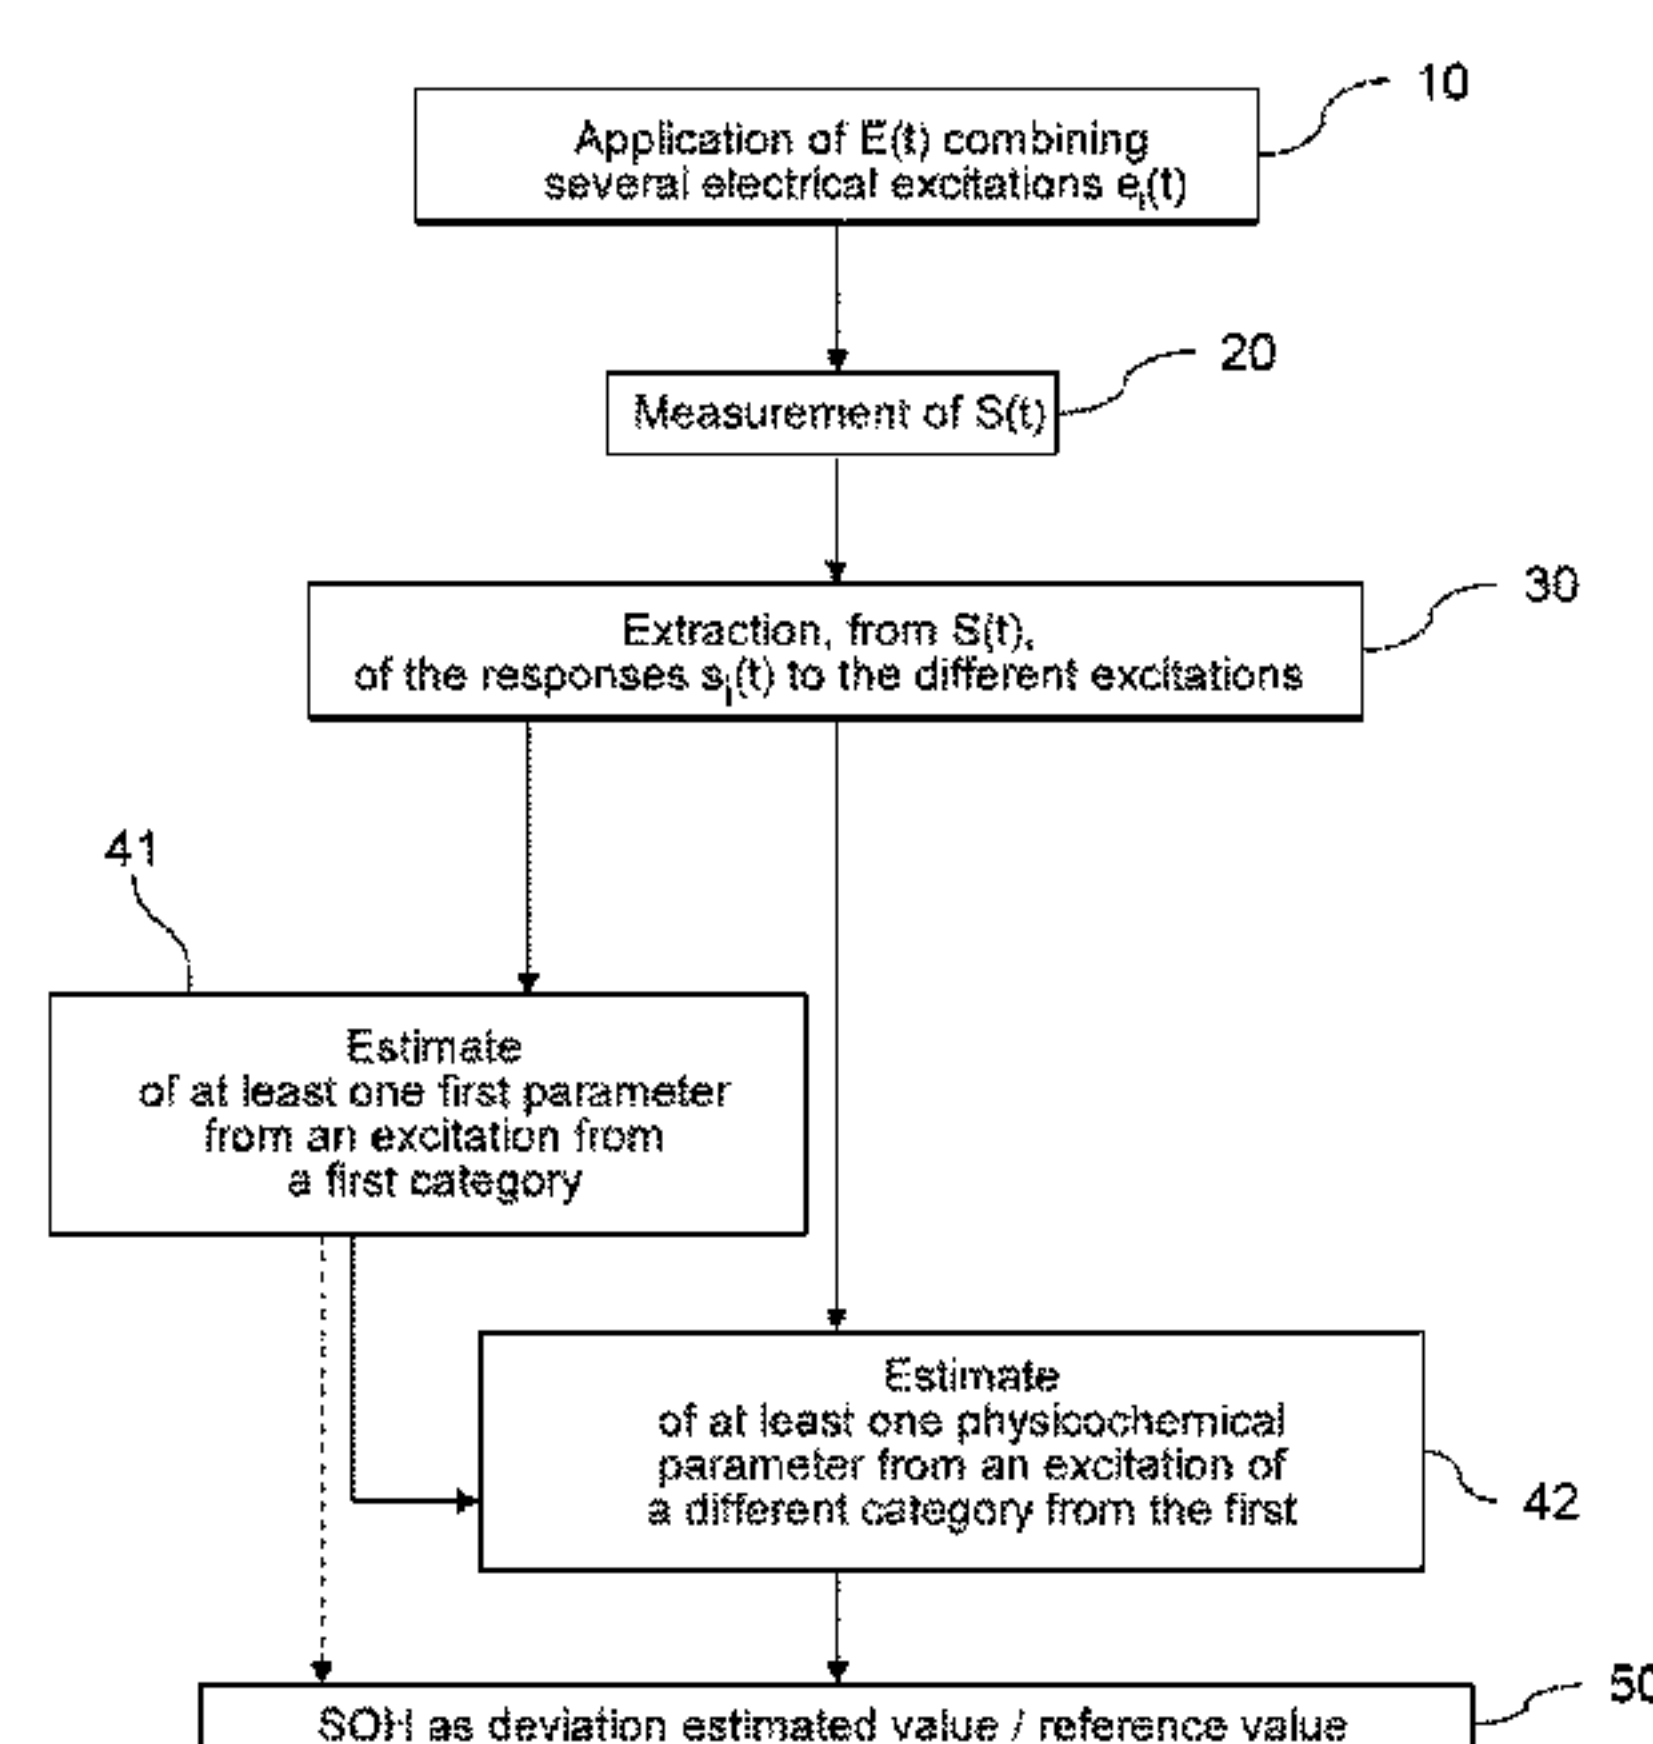 10
Application of E(t) combining
several electrical excitations ei(t)
20
Measurement of S(t)
30
Extraction, from S(t),
of the responses si(t) to the different excitations
41
Estimate
of at least one first parameter
from an excitation from
a first category
Estimate
of at least one physicochemical
parameter from an excitation of
a different category from the first
42
50
SOH as deviation estimated value / reference value